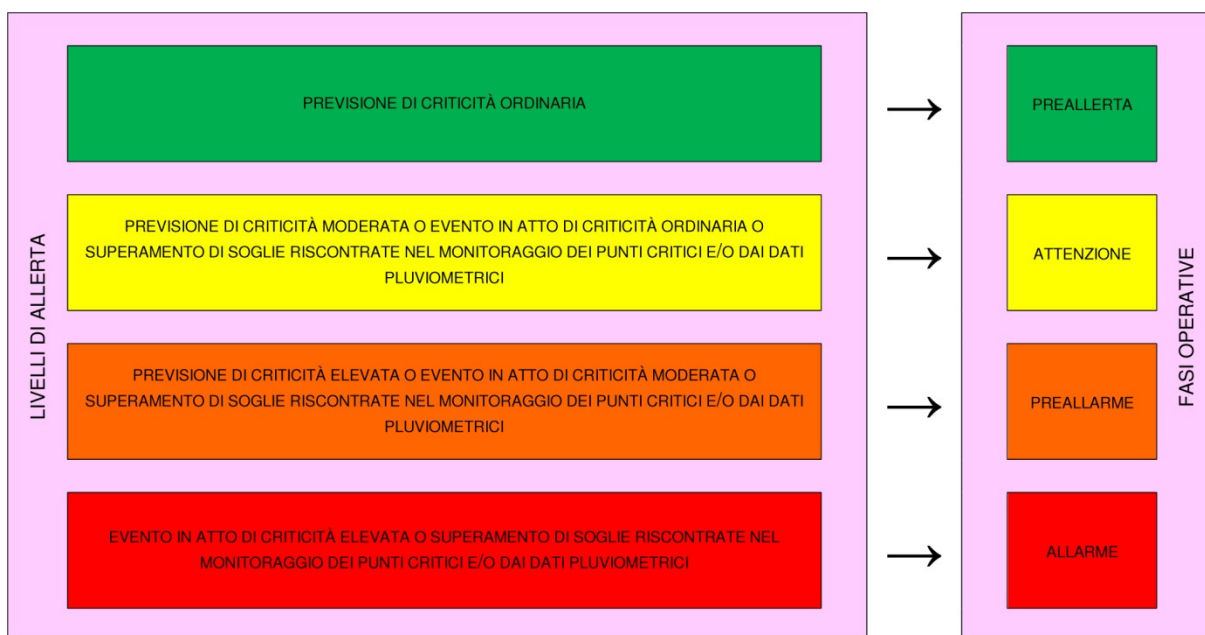 LIVELLI DI ALLERTA
PREVISIONE DI CRITICITÀ ORDINARIA
PREALLERTA
PREVISIONE DI CRITICITÀ MODERATA O EVENTO IN ATTO DI CRITICITÀ ORDINARIA O
SUPERAMENTO DI SOGLIE RISCONTRATE NEL MONITORAGGIO DEI PUNTI CRITICI E/O DAI DATI
PLUVIOMETRICI
ATTENZIONE
PREVISIONE DI CRITICITÀ ELEVATA O EVENTO IN ATTO DI CRITICITÀ MODERATA O
SUPERAMENTO DI SOGLIE RISCONTRATE NEL MONITORAGGIO DEI PUNTI CRITICI E/O DAI DATI
PLUVIOMETRICI
PREALLARME
EVENTO IN ATTO DI CRITICITÀ ELEVATA O SUPERAMENTO DI SOGLIE RISCONTRATE NEL
MONITORAGGIO DEI PUNTI CRITICI E/O DAI DATI PLUVIOMETRICI
ALLARME
FASI OPERATIVE